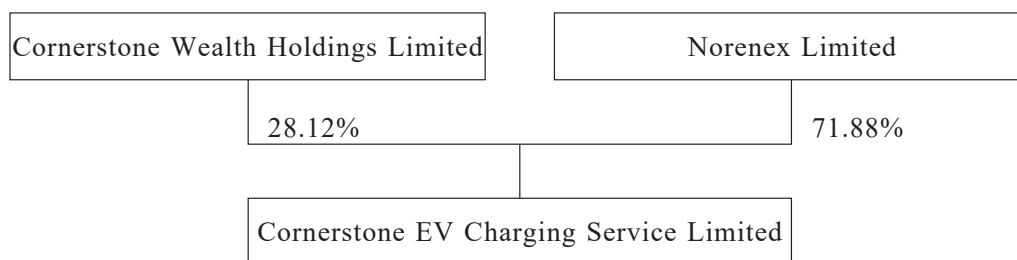 Cornerstone Wealth Holdings Limited
Norenex Limited
28.12%
71.88%
Cornerstone EV Charging Service Limited